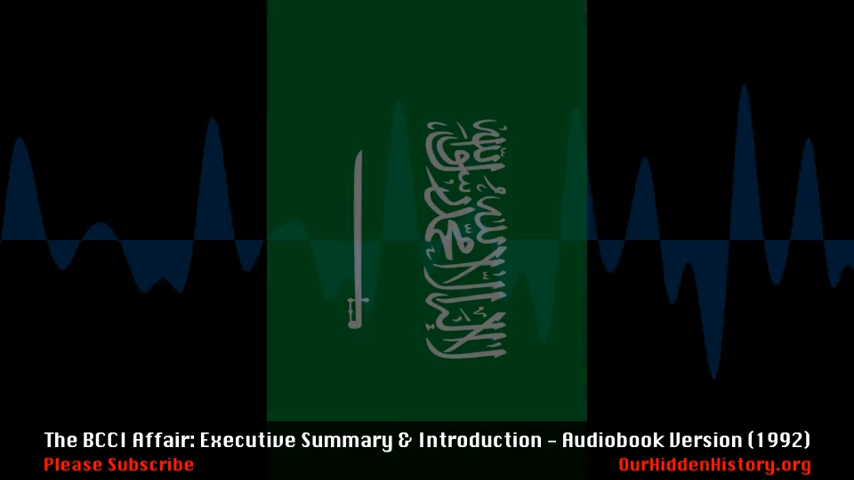 لا إله إلا الله محمد رسول الله
The BCCI Affair: Executive Summary & Introduction - Audiobook Version (1992)
Please Subscribe
OurHiddenHistory.org